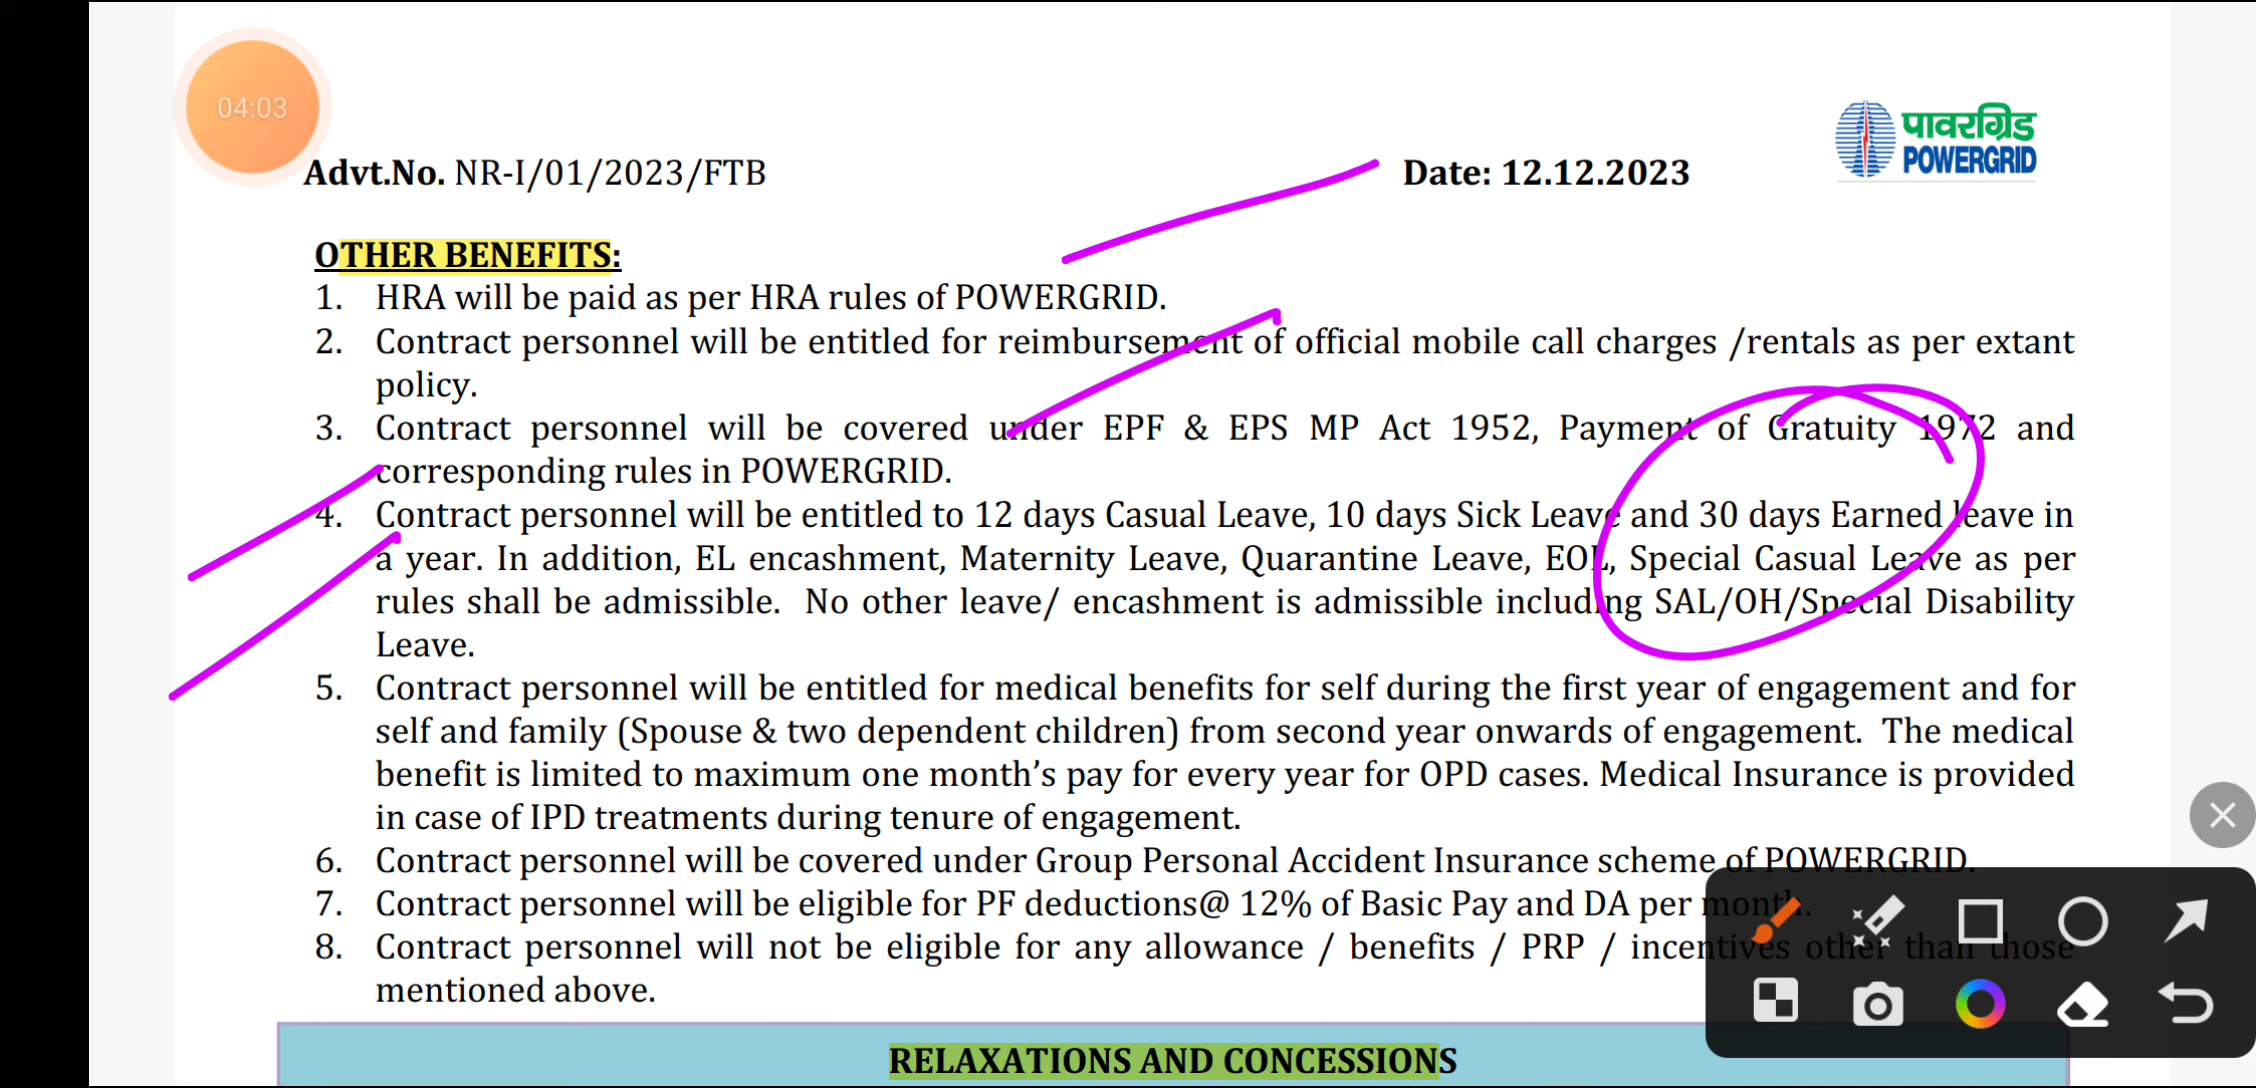 04:03
पावरग्रिड
POWERGRID
Advt.No. NR-I/01/2023/FTB Date: 12.12.2023
OTHER BENEFITS:
1. HRA will be paid as per HRA rules of POWERGRID.
2. Contract personnel will be entitled for reimbursement of official mobile call charges /rentals as per extant
policy.
3. Contract personnel will be covered under EPF & EPS MP Act 1952, Payment of Gratuity 1972 and
corresponding rules in POWERGRID.
4. Contract personnel will be entitled to 12 days Casual Leave, 10 days Sick Leave and 30 days Earned leave in
a year. In addition, EL encashment, Maternity Leave, Quarantine Leave, EOL, Special Casual Leave as per
rules shall be admissible. No other leave/ encashment is admissible including SAL/OH/Special Disability
Leave.
5. Contract personnel will be entitled for medical benefits for self during the first year of engagement and for
self and family (Spouse & two dependent children) from second year onwards of engagement. The medical
benefit is limited to maximum one month’s pay for every year for OPD cases. Medical Insurance is provided
in case of IPD treatments during tenure of engagement.
6. Contract personnel will be covered under Group Personal Accident Insurance scheme of POWERGRID.
7. Contract personnel will be eligible for PF deductions@ 12% of Basic Pay and DA per month.
8. Contract personnel will not be eligible for any allowance / benefits / PRP / incentives other than those
mentioned above.
RELAXATIONS AND CONCESSIONS